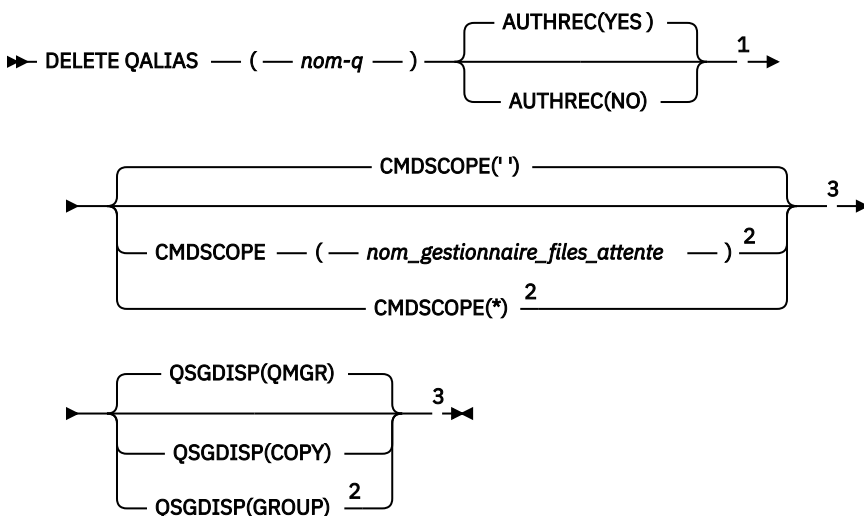 AUTHREC(YES )
DELETE QALIAS ( nom-q ) 1
AUTHREC(NO)
CMDSCOPE(' ')
3
CMDSCOPE ( nom_gestionnaire_files_attente ) 2
CMDSCOPE(*) 2
QSGDISP(QMGR)
3
QSGDISP(COPY)
QSGDISP(GROUP) 2